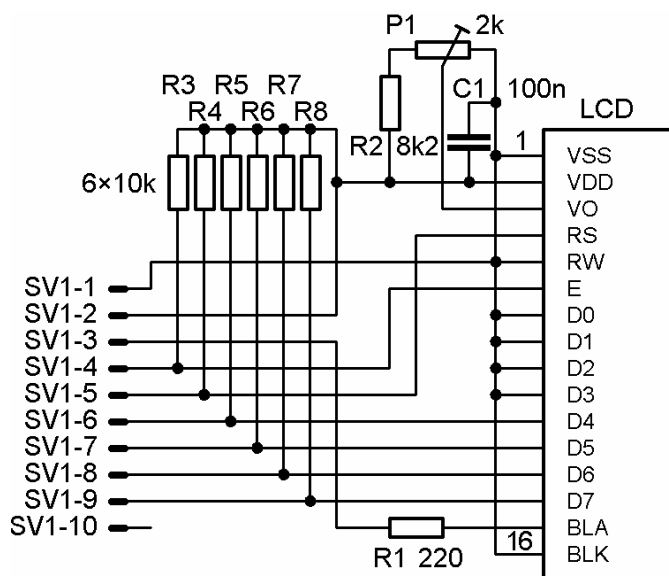 P1 2k
R3 R5 R7
R4 R6 R8
C1 100n
LCD
R2 8k2
1
6×10k
VSS
VDD
VO
RS
RW
E
D0
D1
D2
D3
D4
D5
D6
D7
BLA
BLK
SV1-1
SV1-2
SV1-3
SV1-4
SV1-5
SV1-6
SV1-7
SV1-8
SV1-9
SV1-10
16
R1 220